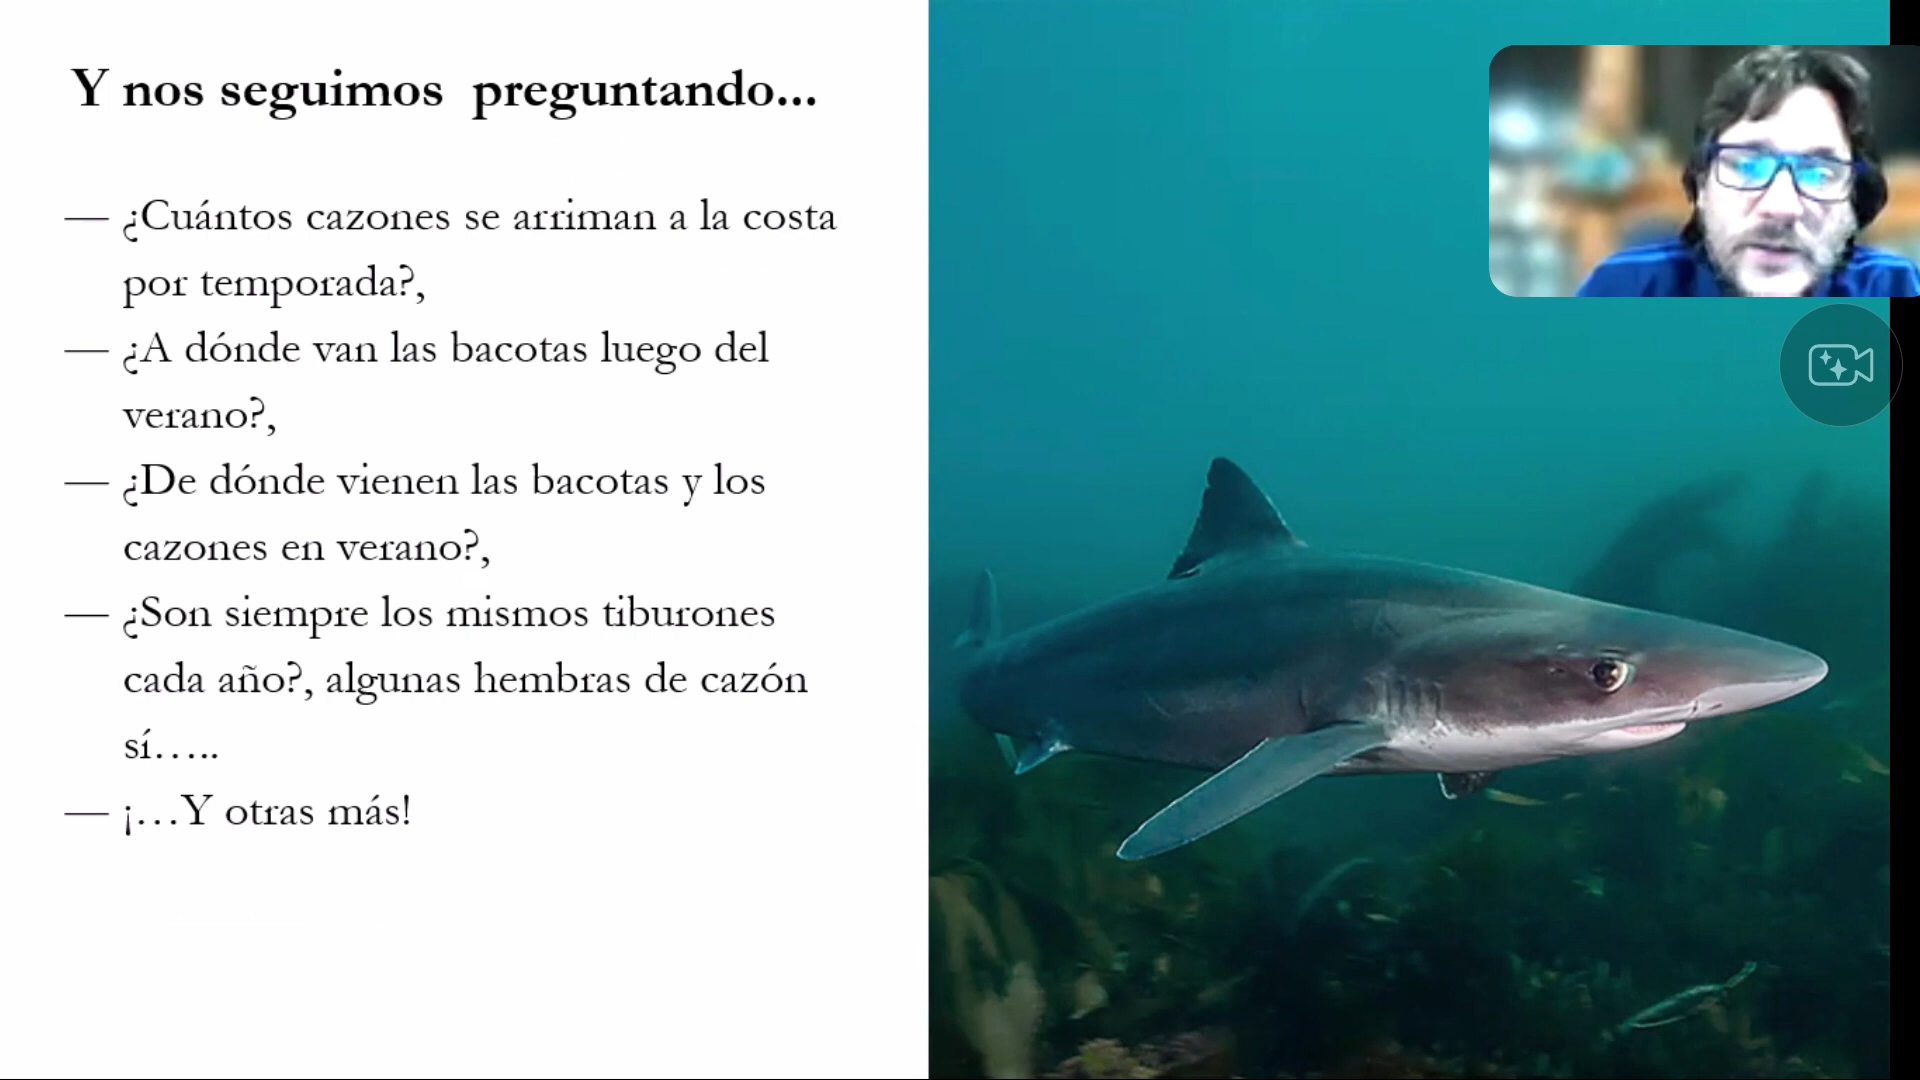 Y nos seguimos preguntando...
— ¿Cuántos cazones se arriman a la costa
por temporada?,
— ¿A dónde van las bacotas luego del
verano?,
— ¿De dónde vienen las bacotas y los
cazones en verano?,
— ¿Son siempre los mismos tiburones
cada año?, algunas hembras de cazón
sí.....
— ¡...Y otras más!